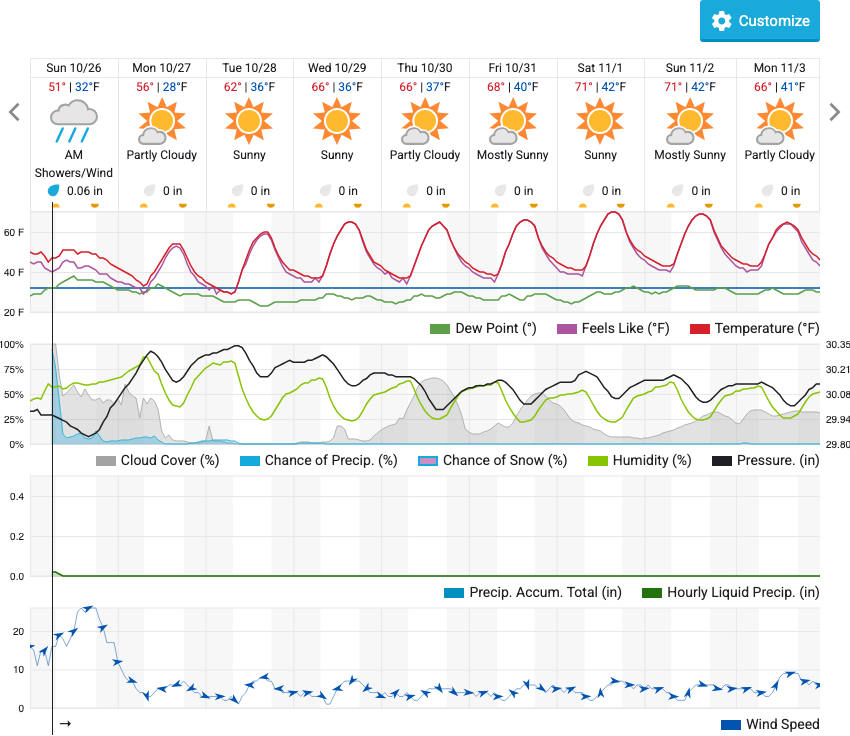 Customize
Sun 10/26 Mon 10/27 Tue 10/28 Wed 10/29 Thu 10/30 Fri 10/31 Sat 11/1 Sun 11/2 Mon 11/3
51° | 32°F 56° | 28°F 62° | 36°F 66° | 36°F 66° | 37°F 68° | 40°F 71° | 42°F 71° | 42°F 66° | 41°F
AM Partly Cloudy Sunny Sunny Partly Cloudy Mostly Sunny Sunny Mostly Sunny Partly Cloudy
Showers/Wind
0.06 in 0 in 0 in 0 in 0 in 0 in 0 in 0 in 0 in
60 F
40 F
20 F
Dew Point (°) Feels Like (°F) Temperature (°F)
100% 30.35
75% 30.21
50% 30.08
25% 29.94
0% 29.80
Cloud Cover (%) Chance of Precip. (%) Chance of Snow (%) Humidity (%) Pressure. (in)
0.4
0.2
0.0
Precip. Accum. Total (in) Hourly Liquid Precip. (in)
20
10
0
→
Wind Speed